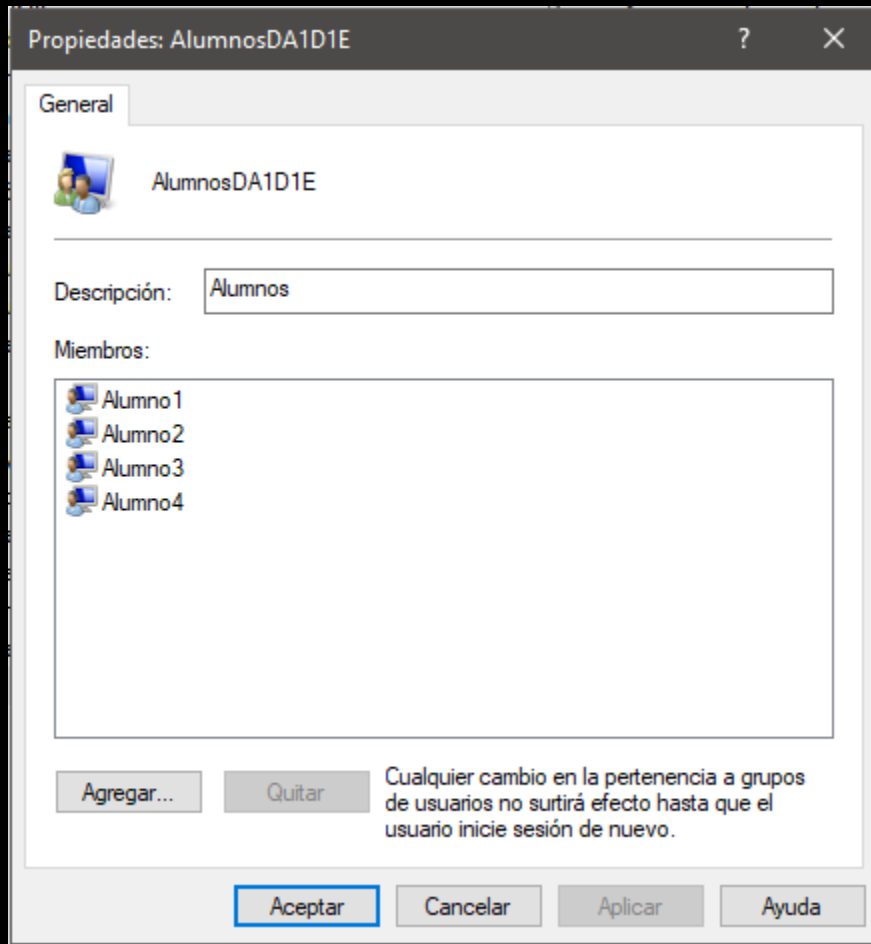 Propiedades: AlumnosDA1D1E
?
General
AlumnosDA1D1E
Descripción:
Alumnos
Miembros:
Alumno1
Alumno2
Alumno3
Alumno4
Agregar...
Quitar
Cualquier cambio en la pertenencia a grupos
de usuarios no surtirá efecto hasta que el
usuario inicie sesión de nuevo.
Aceptar
Cancelar
Aplicar
Ayuda